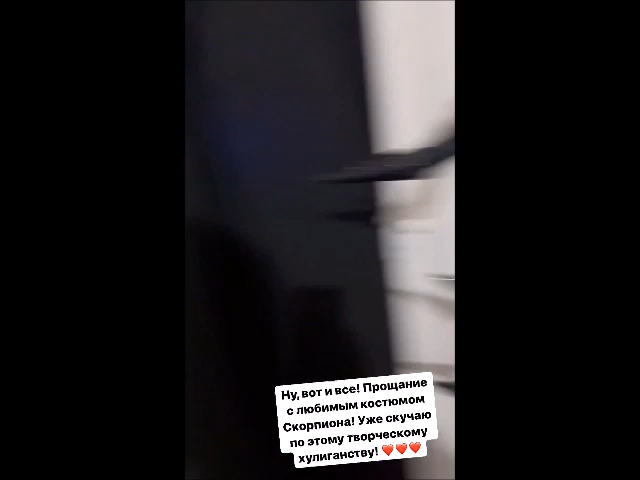 Ну, вот и все! Прощание
с любимым костюмом
Скорпиона! Уже скучаю
по этому творческому
хулиганству! ❤️❤️❤️